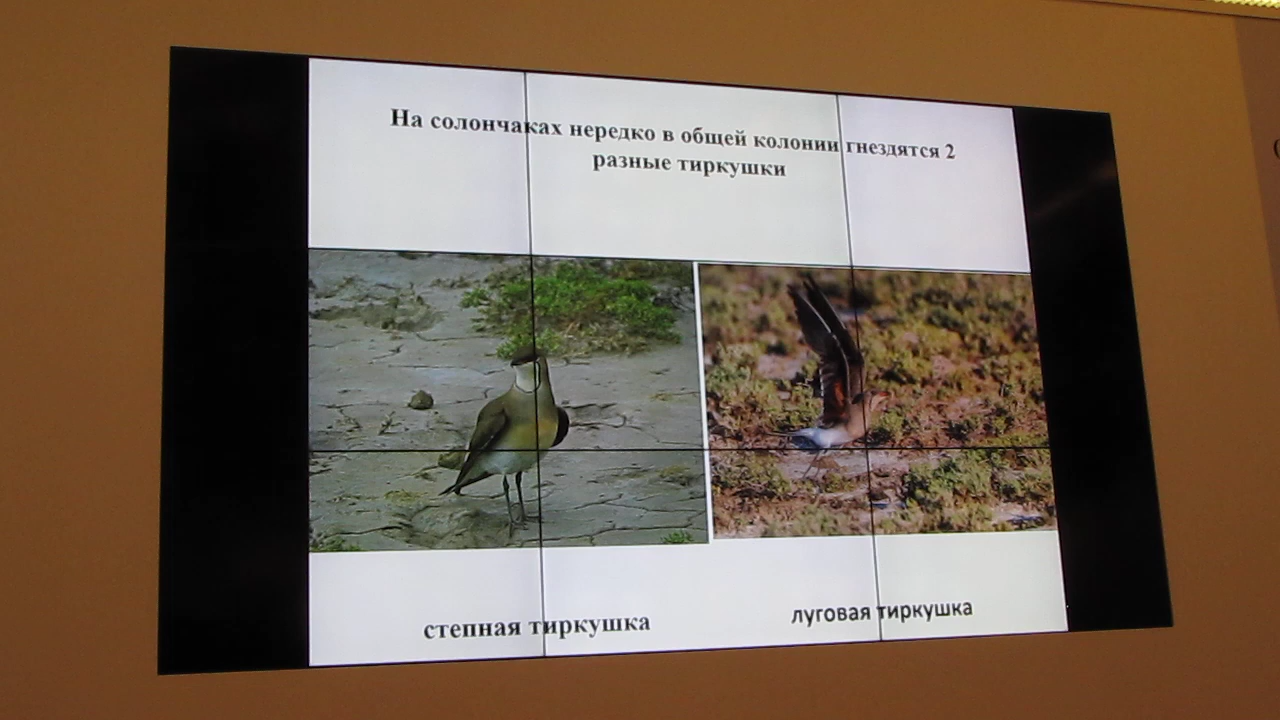 На солончаках нередко в общей колонии гнездятся 2
разные тиркушки
степная тиркушка
луговая тиркушка